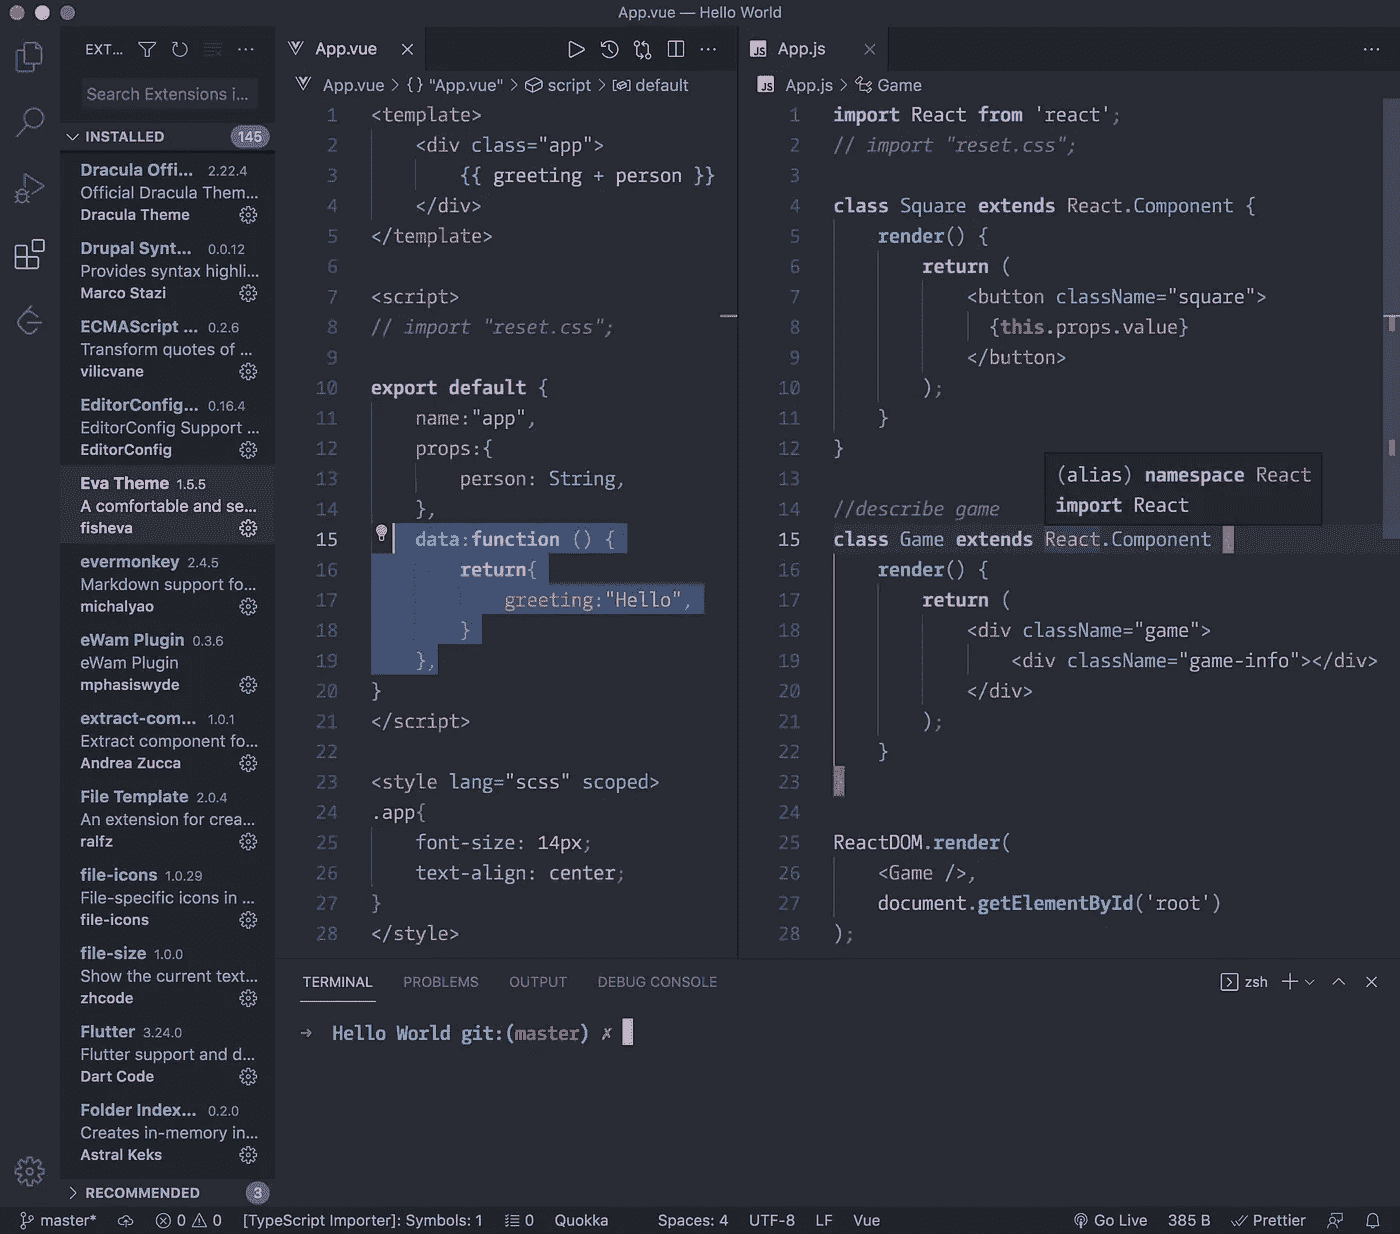 App.vue — Hello World
EXT...
Search Extensions i...
INSTALLED 145
Dracula Offi... 2.22.4
Official Dracula Them...
Dracula Theme
Drupal Synt... 0.0.12
Provides syntax highli...
Marco Stazi
ECMAScript ... 0.2.6
Transform quotes of ...
vilicvane
EditorConfig... 0.16.4
EditorConfig Support ...
EditorConfig
Eva Theme 1.5.5
A comfortable and se...
fisheva
evermonkey 2.4.5
Markdown support fo...
michalyao
eWam Plugin 0.3.6
eWam Plugin
mphasiswyde
extract-com... 1.0.1
Extract component fo...
Andrea Zucca
File Template 2.0.4
An extension for crea...
ralfz
file-icons 1.0.29
File-specific icons in ...
file-icons
file-size 1.0.0
Show the current text...
zhcode
Flutter 3.24.0
Flutter support and d...
Dart Code
Folder Index... 0.2.0
Creates in-memory in...
Astral Keks
RECOMMENDED 3
App.vue
App.vue > {} "App.vue" > script > default
1 <template>
2 <div class="app">
3 {{ greeting + person }}
4 </div>
5 </template>
6
7 <script>
8 // import "reset.css";
9
10 export default {
11 name:"app",
12 props:{
13 person: String,
14 },
15 data:function () {
16 return{
17 greeting:"Hello",
18 }
19 },
20 }
21 </script>
22
23 <style lang="scss" scoped>
24 .app{
25 font-size: 14px;
26 text-align: center;
27 }
28 </style>
JS App.js
JS App.js > Game
1 import React from 'react';
2 // import "reset.css";
3
4 class Square extends React.Component {
5 render() {
6 return (
7 <button className="square">
8 {this.props.value}
9 </button>
10 );
11 }
12 }
13
(alias) namespace React
import React
14 //describe game
15 class Game extends React.Component {
16 render() {
17 return (
18 <div className="game">
19 <div className="game-info"></div>
20 </div>
21 );
22 }
23 }
24
25 ReactDOM.render(
26 <Game />,
27 document.getElementById('root')
28 );
TERMINAL PROBLEMS OUTPUT DEBUG CONSOLE zsh
→ Hello World git:(master) ✗
master* 0 0 [TypeScript Importer]: Symbols: 1 0 Quokka Spaces: 4 UTF-8 LF Vue Go Live 385 B Prettier